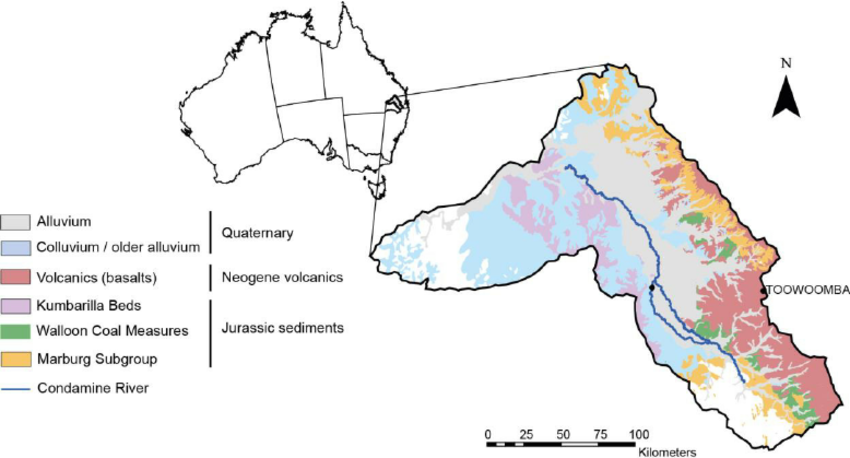 N
Alluvium
Quaternary
Colluvium / older alluvium
Volcanics (basalts)
Neogene volcanics
Kumbarilla Beds
Walloon Coal Measures
Jurassic sediments
Marburg Subgroup
Condamine River
TOOWOOMBA
0 25 50 75 100
Kilometers